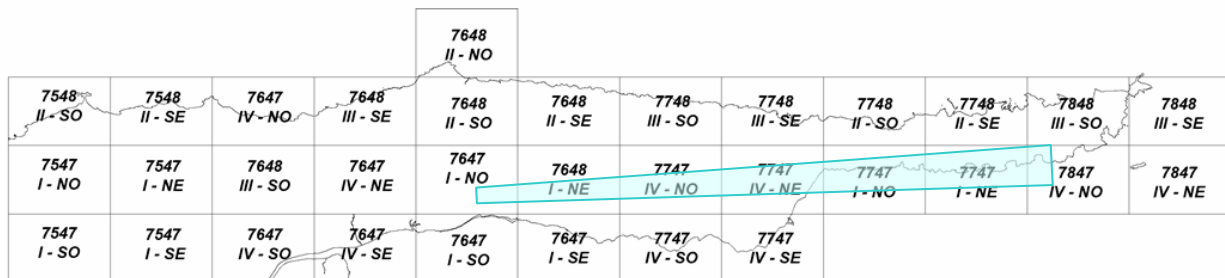 7648
II - NO
7548
II - SO
7548
II - SE
7647
IV - NO
7648
III - SE
7648
II - SO
7648
II - SE
7748
III - SO
7748
III - SE
7748
II - SO
7748
II - SE
7848
III - SO
7848
III - SE
7547
I - NO
7547
I - NE
7648
III - SO
7647
IV - NE
7647
I - NO
7648
I - NE
7747
IV - NO
7747
IV - NE
7747
I - NO
7747
I - NE
7847
IV - NO
7847
IV - NE
7547
I - SO
7547
I - SE
7647
IV - SO
7647
IV - SE
7647
I - SO
7647
I - SE
7747
IV - SO
7747
IV - SE